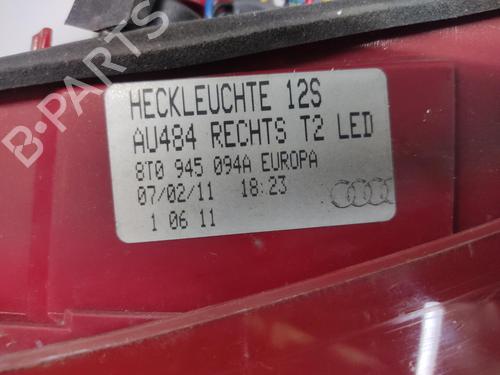 B-PARTS
HECKLEUCHTE 12S
AU484 RECHTS T2 LED
8T0 945 094A EUROPA
07/02/11 18:23
1 06 11